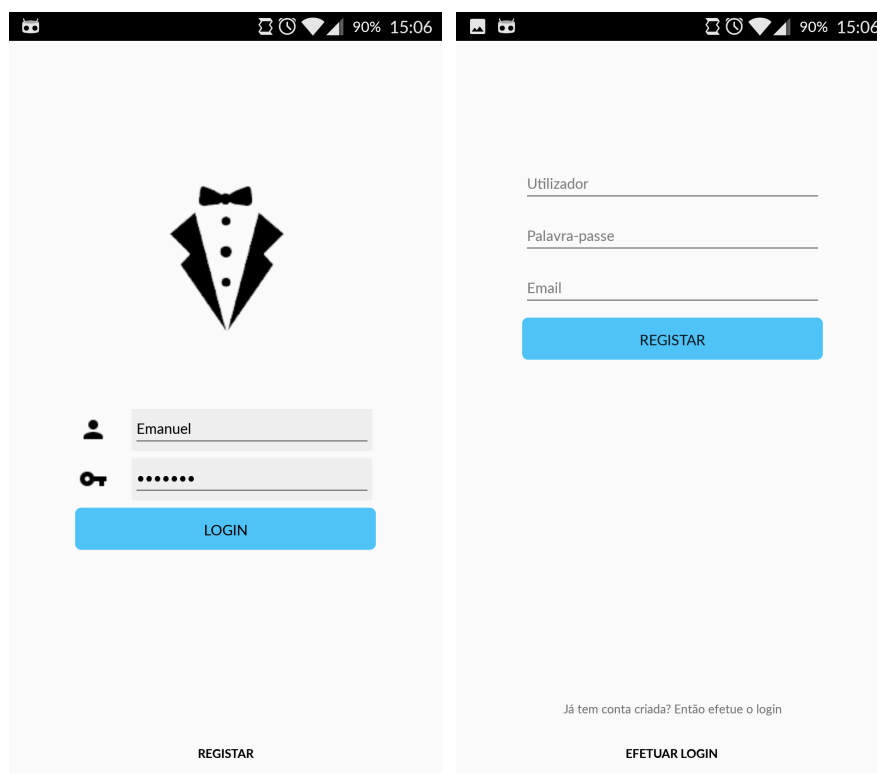 90% 15:06
Emanuel
•••••••
LOGIN
REGISTAR
90% 15:06
Utilizador
Palavra-passe
Email
REGISTAR
Já tem conta criada? Então efetue o login
EFETUAR LOGIN